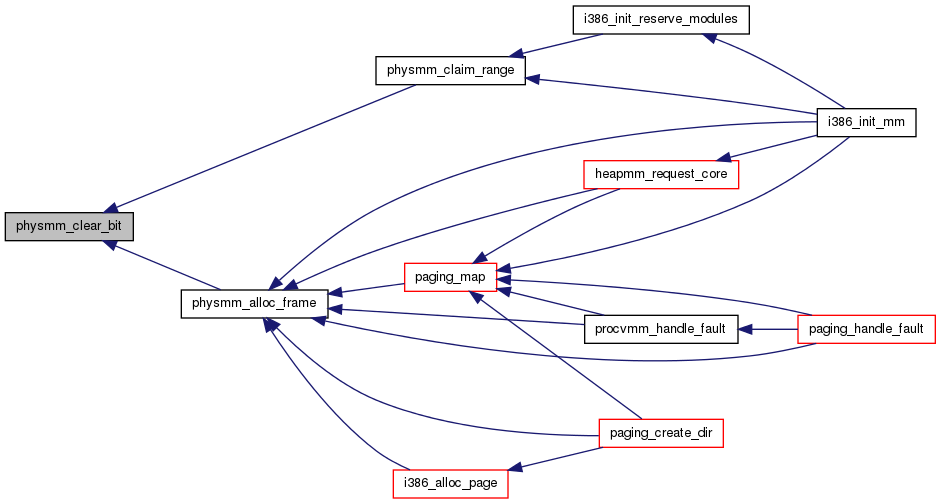 i386_init_reserve_modules
physmm_claim_range
i386_init_mm
heapmm_request_core
physmm_clear_bit
paging_map
physmm_alloc_frame
procvmm_handle_fault
paging_handle_fault
paging_create_dir
i386_alloc_page